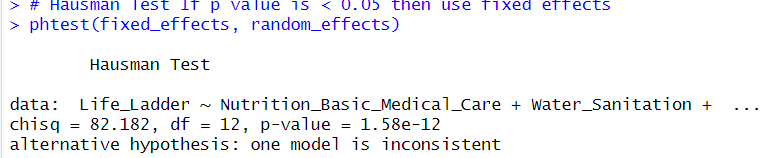 > # Hausman Test If p value is < 0.05 then use fixed effects
> phtest(fixed_effects, random_effects)
Hausman Test
data:  Life_Ladder ~ Nutrition_Basic_Medical_Care + Water_Sanitation +  ...
chisq = 82.182, df = 12, p-value = 1.58e-12
alternative hypothesis: one model is inconsistent